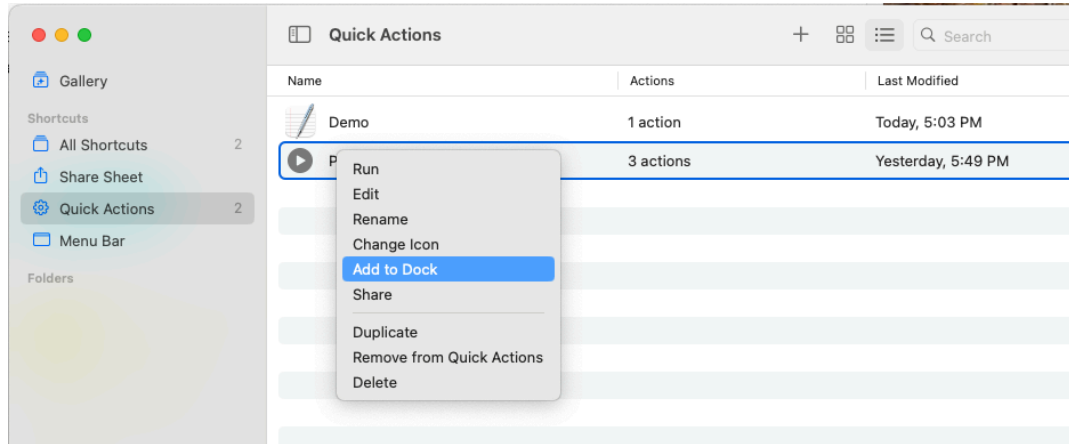 Quick Actions
Search
Gallery
Shortcuts
All Shortcuts 2
Share Sheet
Quick Actions 2
Menu Bar
Folders
Name Actions Last Modified
Demo 1 action Today, 5:03 PM
3 actions Yesterday, 5:49 PM
Run
Edit
Rename
Change Icon
Add to Dock
Share
Duplicate
Remove from Quick Actions
Delete